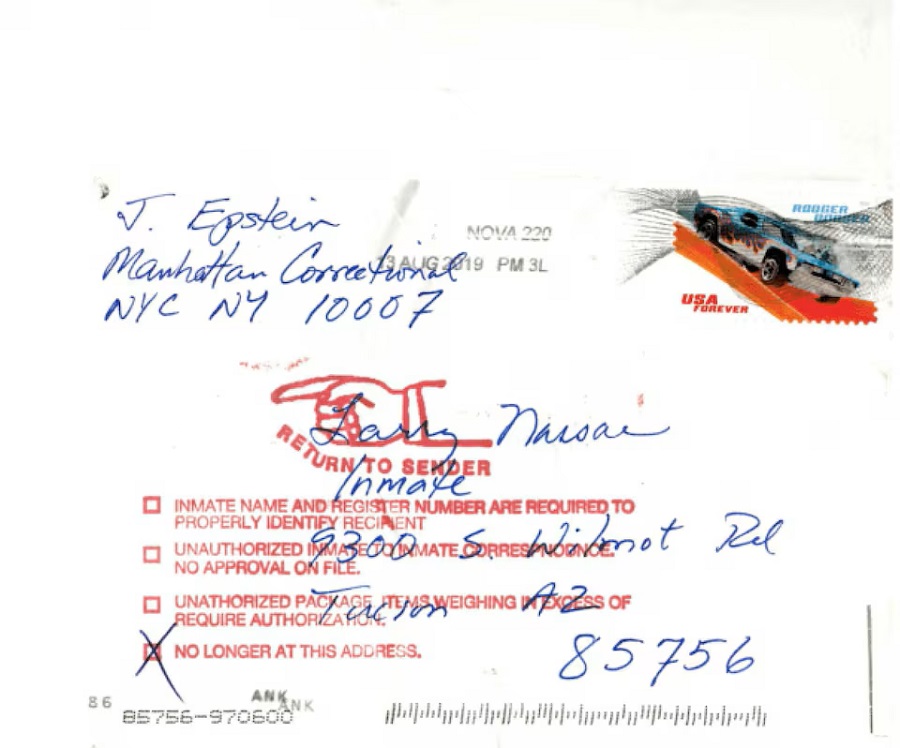 J. Epstein
Manhattan Correctional
NYC NY 10007
NOVA 220
13 AUG 2019 PM 3L
RODGER
DODGER
USA
FOREVER
Larry Nassar
RETURN TO SENDER
Inmate
INMATE NAME AND REGISTER NUMBER ARE REQUIRED TO
PROPERLY IDENTIFY RECIPIENT
9300 S. Wilmot Rd
UNAUTHORIZED INMATE TO INMATE CORRESPONDENCE.
NO APPROVAL ON FILE.
Tucson AZ
UNATHORIZED PACKAGE, ITEMS WEIGHING IN EXCESS OF
REQUIRE AUTHORIZATION.
85756
X NO LONGER AT THIS ADDRESS.
86
ANK
ANK
85756-970600